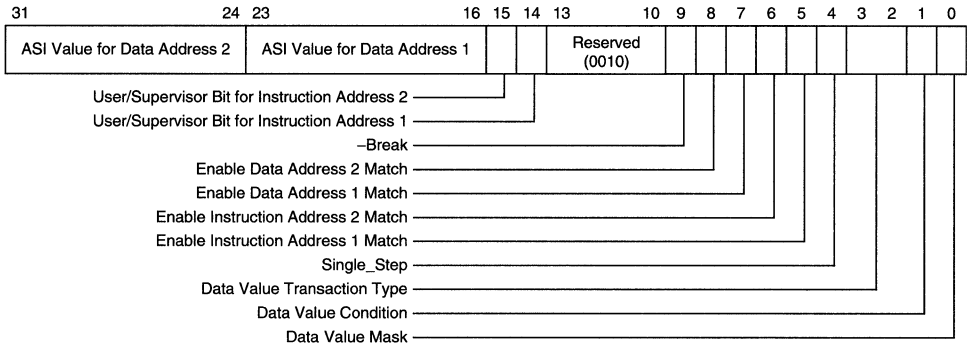 31 24 23 16 15 14 13 10 9 8 7 6 5 4 3 2 1 0
ASI Value for Data Address 2 ASI Value for Data Address 1 Reserved
(0010)
User/Supervisor Bit for Instruction Address 2
User/Supervisor Bit for Instruction Address 1
–Break
Enable Data Address 2 Match
Enable Data Address 1 Match
Enable Instruction Address 2 Match
Enable Instruction Address 1 Match
Single_Step
Data Value Transaction Type
Data Value Condition
Data Value Mask